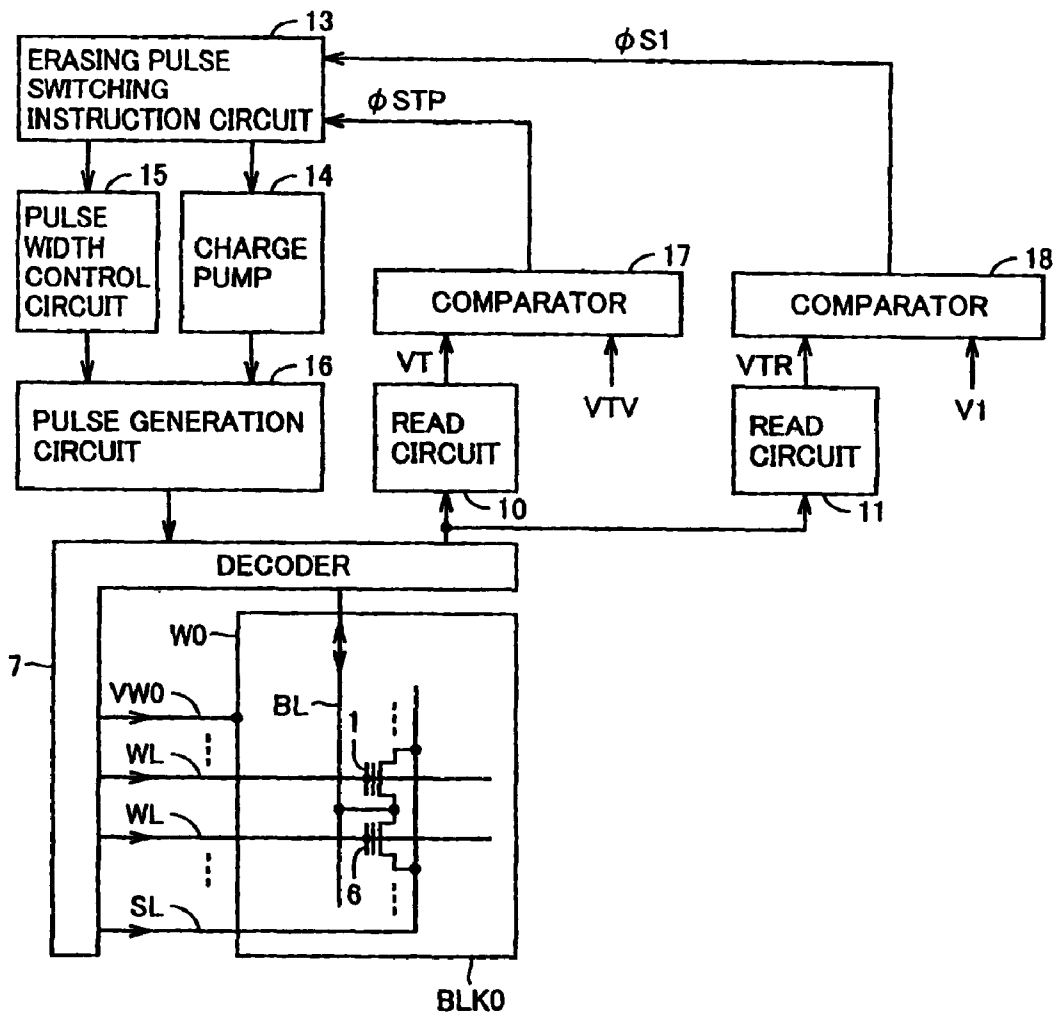 13
ERASING PULSE
SWITCHING
INSTRUCTION CIRCUIT
φS1
φSTP
15
14
PULSE
WIDTH
CONTROL
CIRCUIT
CHARGE
PUMP
17
COMPARATOR
18
COMPARATOR
16
PULSE GENERATION
CIRCUIT
VT
VTV
VTR
V1
READ
CIRCUIT
10
READ
CIRCUIT
11
DECODER
7
W0
VW0
BL
1
WL
WL
6
SL
BLK0